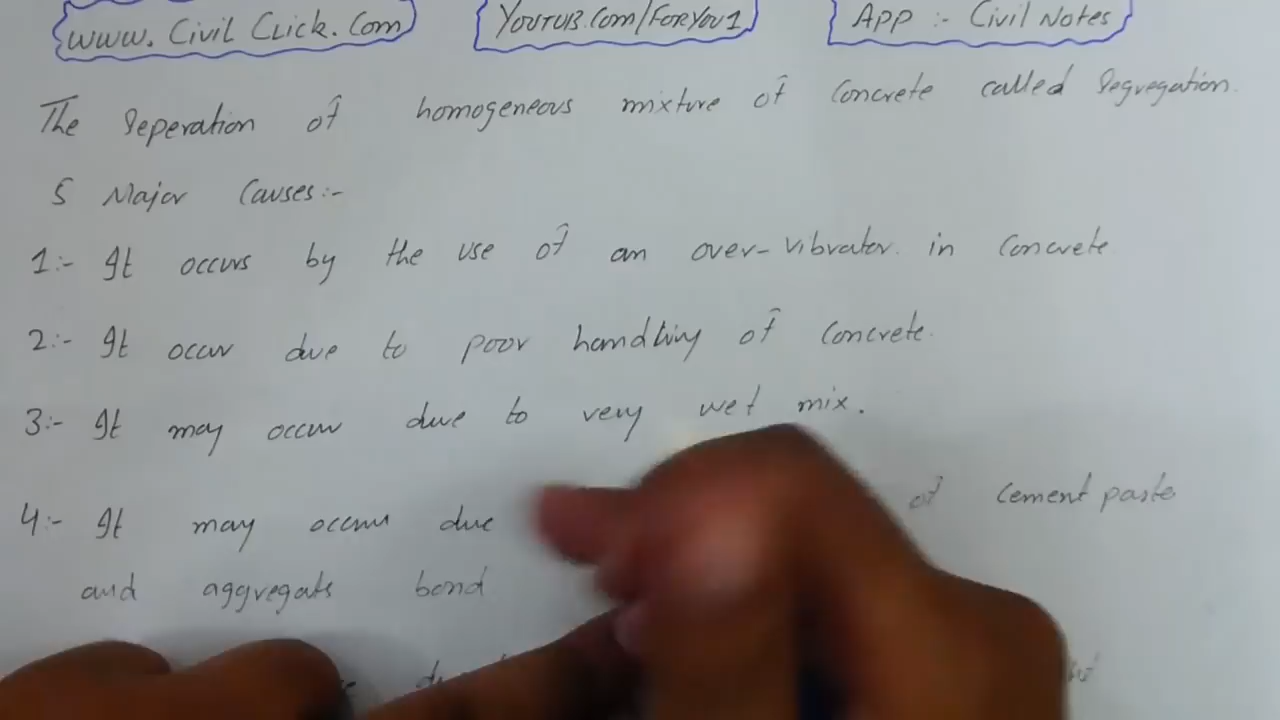 www. Civil Click. Com YOUTUB.Com/FORYOU1 APP :- Civil Notes
The Seperation of homogeneous mixture of Concrete called Segregation.
5 Major Causes:-
1:- It occurs by the use of an over-vibrator. in Concrete
2:- It occur due to poor handling of Concrete.
3:- It may occur due to very wet mix.
4:- It may occur due of Cement paste
and aggregats bond